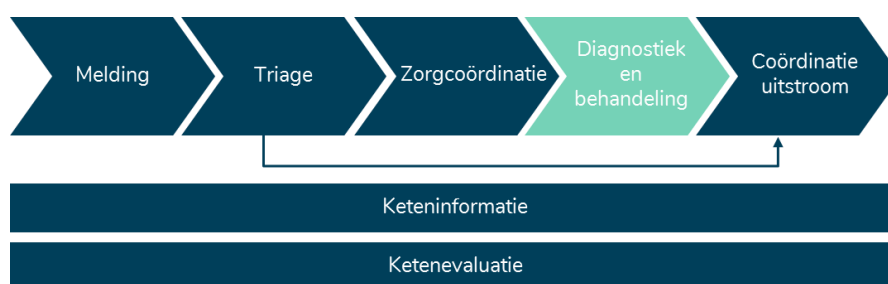 Melding
Triage
Zorgcoördinatie
Diagnostiek
en
behandeling
Coördinatie
uitstroom
Keteninformatie
Ketenevaluatie